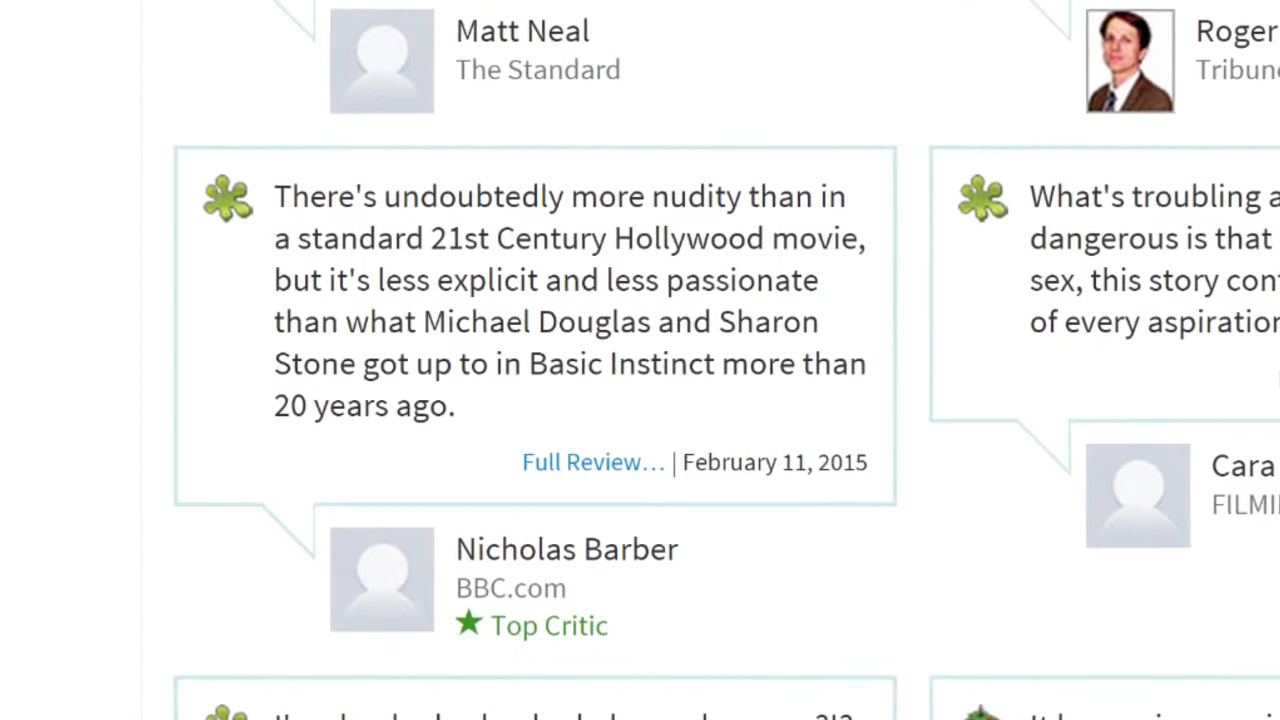 Matt Neal
The Standard
Roger
Tribune
There's undoubtedly more nudity than in
a standard 21st Century Hollywood movie,
but it's less explicit and less passionate
than what Michael Douglas and Sharon
Stone got up to in Basic Instinct more than
20 years ago.
Full Review... | February 11, 2015
Nicholas Barber
BBC.com
Top Critic
What's troubling
dangerous is that
sex, this story
of every
Cara